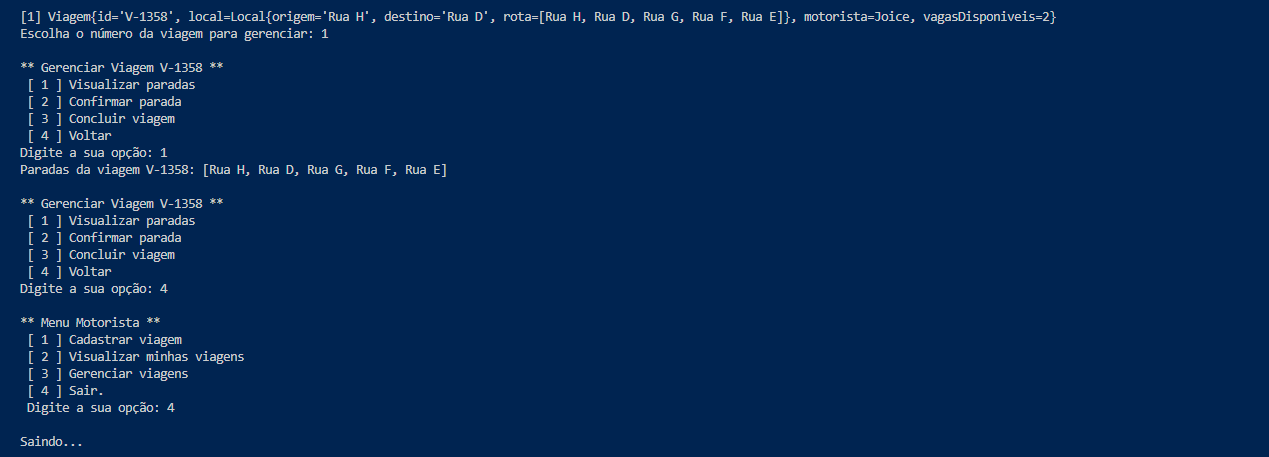 [1] Viagem{id='V-1358', local=Local{origem='Rua H', destino='Rua D', rota=[Rua H, Rua D, Rua G, Rua F, Rua E]}, motorista=Joice, vagasDisponiveis=2}
Escolha o número da viagem para gerenciar: 1
** Gerenciar Viagem V-1358 **
[ 1 ] Visualizar paradas
[ 2 ] Confirmar parada
[ 3 ] Concluir viagem
[ 4 ] Voltar
Digite a sua opção: 1
Paradas da viagem V-1358: [Rua H, Rua D, Rua G, Rua F, Rua E]
** Gerenciar Viagem V-1358 **
[ 1 ] Visualizar paradas
[ 2 ] Confirmar parada
[ 3 ] Concluir viagem
[ 4 ] Voltar
Digite a sua opção: 4
** Menu Motorista **
[ 1 ] Cadastrar viagem
[ 2 ] Visualizar minhas viagens
[ 3 ] Gerenciar viagens
[ 4 ] Sair.
Digite a sua opção: 4
Saindo...